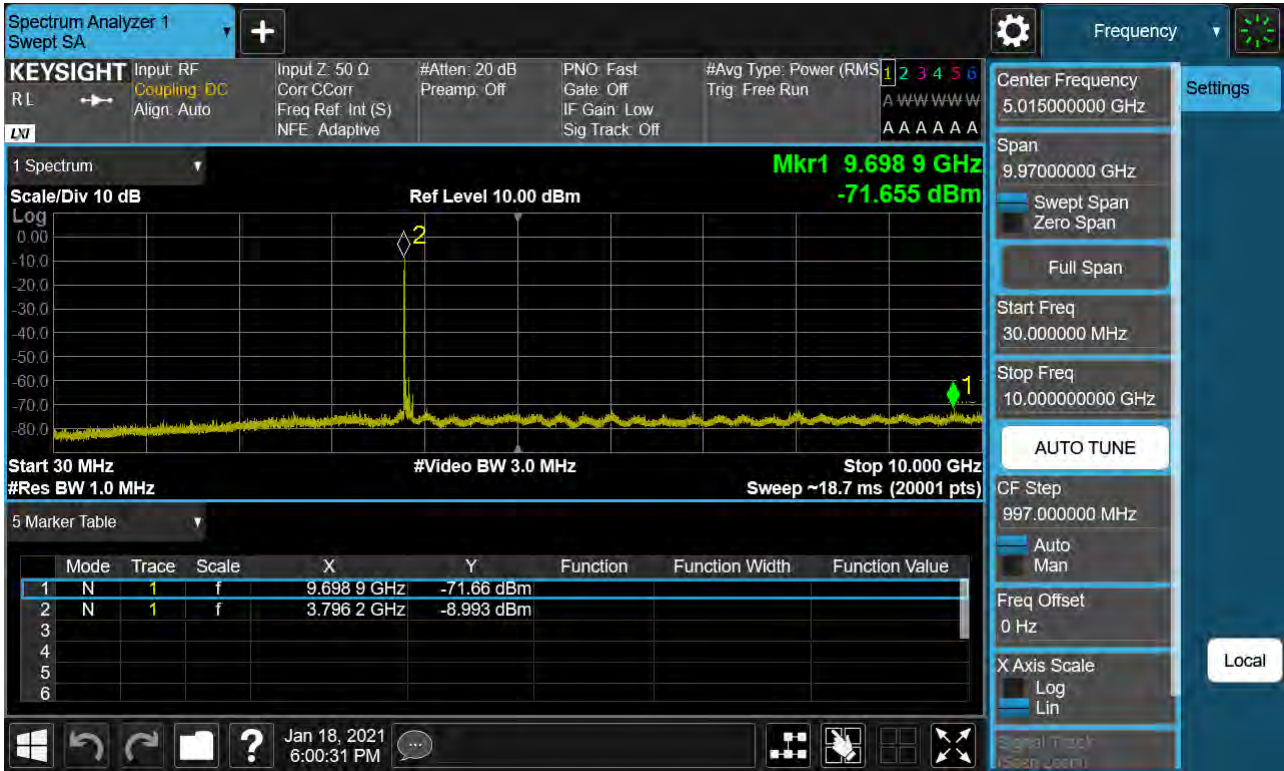 Spectrum Analyzer 1
Swept SA
+
Frequency
KEYSIGHT
RL
LXI
Input: RF
Coupling: DC
Align: Auto
Input Z: 50 Ω
Corr CCorr
Freq Ref: Int (S)
NFE: Adaptive
#Atten: 20 dB
Preamp: Off
PNO: Fast
Gate: Off
IF Gain: Low
Sig Track: Off
#Avg Type: Power (RMS
Trig: Free Run
1 2 3 4 5 6
A W W W W W
A A A A A A
1 Spectrum
Scale/Div 10 dB
Ref Level 10.00 dBm
Mkr1 9.698 9 GHz
-71.655 dBm
Log
0.00
-10.0
-20.0
-30.0
-40.0
-50.0
-60.0
-70.0
-80.0
2
1
Start 30 MHz
#Video BW 3.0 MHz
Stop 10.000 GHz
#Res BW 1.0 MHz
Sweep ~18.7 ms (20001 pts)
5 Marker Table
Mode Trace Scale X Y Function Function Width Function Value
1 N 1 f 9.698 9 GHz -71.66 dBm
2 N 1 f 3.796 2 GHz -8.993 dBm
3
4
5
6
Jan 18, 2021
6:00:31 PM
?
Center Frequency
5.015000000 GHz
Span
9.97000000 GHz
Swept Span
Zero Span
Full Span
Start Freq
30.000000 MHz
Stop Freq
10.000000000 GHz
AUTO TUNE
CF Step
997.000000 MHz
Auto
Man
Freq Offset
0 Hz
X Axis Scale
Log
Lin
Signal Track
(Span Zoom)
Settings
Local